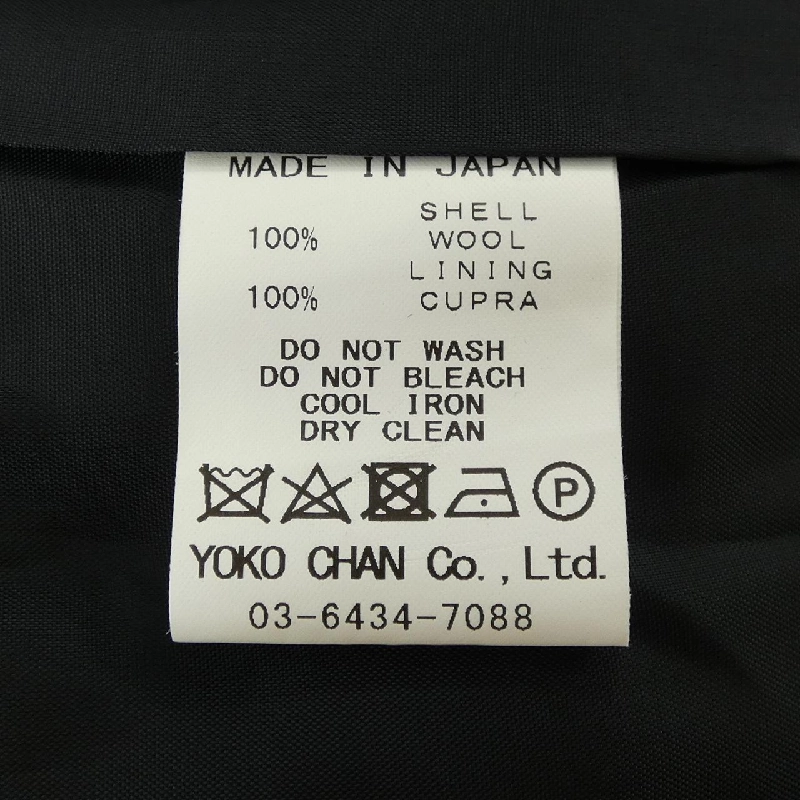 MADE IN JAPAN
SHELL
100% WOOL
LINING
100% CUPRA
DO NOT WASH
DO NOT BLEACH
COOL IRON
DRY CLEAN
P
YOKO CHAN Co., Ltd.
03-6434-7088